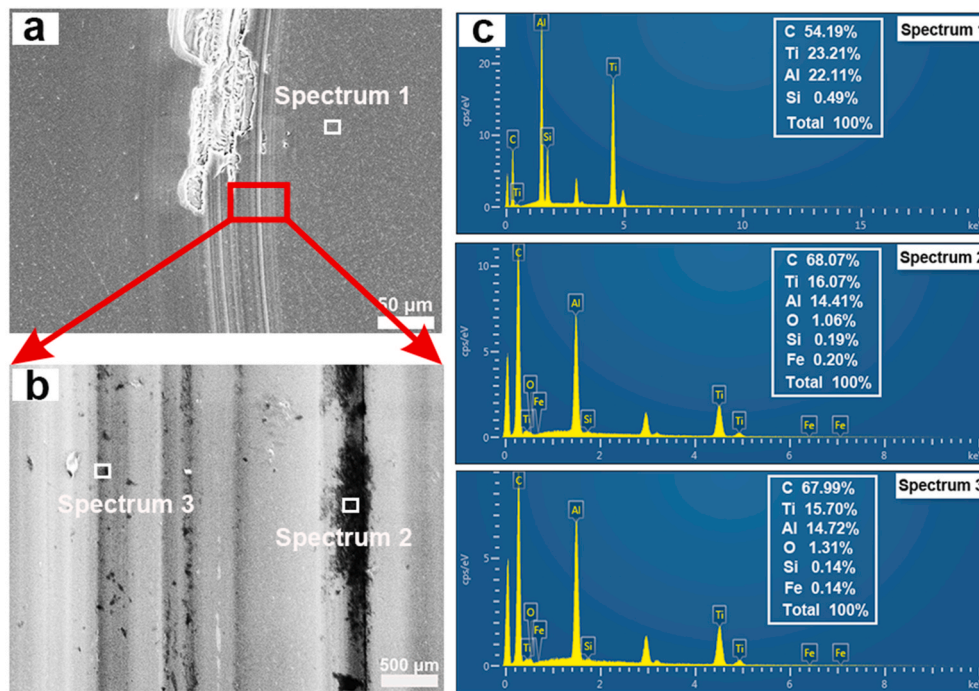 a
Spectrum 1
50 μm
b
Spectrum 3
Spectrum 2
500 μm
c
Spectrum 1
C 54.19%
Ti 23.21%
Al 22.11%
Si 0.49%
Total 100%
cps/eV
20
10
0
Al
Ti
C
Si
Ti
0
5
10
15
keV
Spectrum 2
C 68.07%
Ti 16.07%
Al 14.41%
O 1.06%
Si 0.19%
Fe 0.20%
Total 100%
cps/eV
10
5
0
C
Al
O
Fe
Ti
Si
Ti
Ti
Fe
Fe
0
2
4
6
8
keV
Spectrum 3
C 67.99%
Ti 15.70%
Al 14.72%
O 1.31%
Si 0.14%
Fe 0.14%
Total 100%
cps/eV
5
0
C
Al
O
Fe
Ti
Si
Ti
Ti
Fe
Fe
0
2
4
6
8